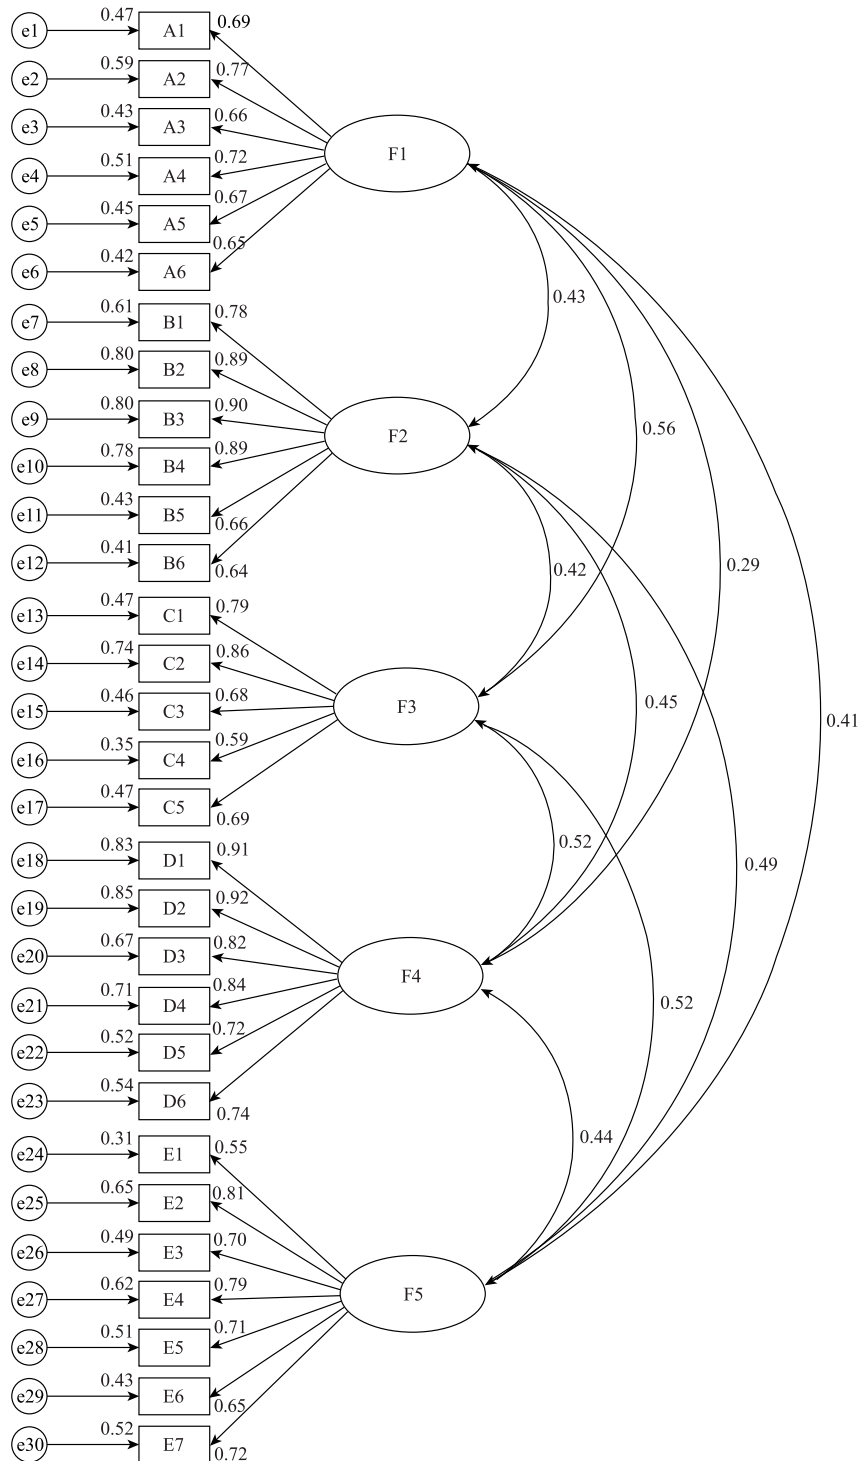 e1 0.47 A1 0.69
e2 0.59 A2 0.77
e3 0.43 A3 0.66
F1
e4 0.51 A4 0.72
e5 0.45 A5 0.67
e6 0.42 A6 0.65
0.43
e7 0.61 B1 0.78
e8 0.80 B2 0.89
e9 0.80 B3 0.90
0.56
F2
e10 0.78 B4 0.89
e11 0.43 B5 0.66
e12 0.41 B6 0.64
0.42
0.29
e13 0.47 C1 0.79
e14 0.74 C2 0.86
e15 0.46 C3 0.68
F3
0.45
0.41
e16 0.35 C4 0.59
e17 0.47 C5 0.69
0.52
e18 0.83 D1 0.91
0.49
e19 0.85 D2 0.92
e20 0.67 D3 0.82
F4
e21 0.71 D4 0.84
0.52
e22 0.52 D5 0.72
e23 0.54 D6 0.74
0.44
e24 0.31 E1 0.55
e25 0.65 E2 0.81
e26 0.49 E3 0.70
F5
e27 0.62 E4 0.79
e28 0.51 E5 0.71
e29 0.43 E6 0.65
e30 0.52 E7 0.72